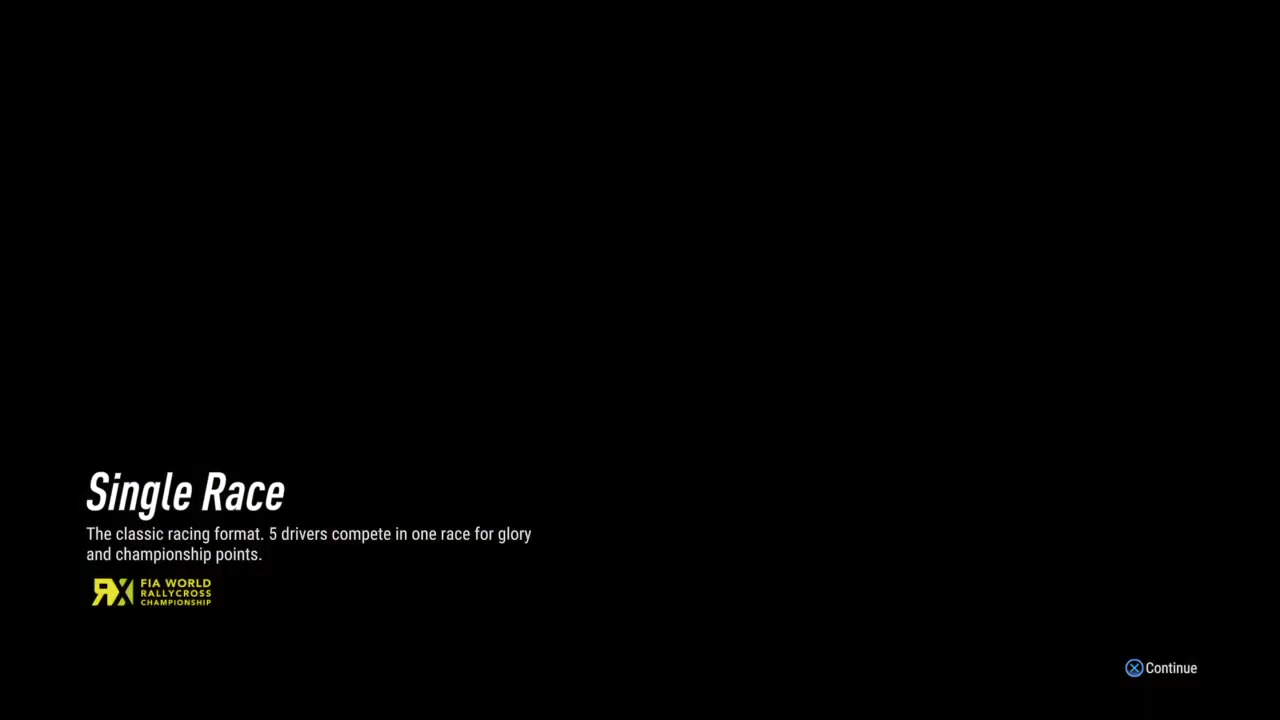 Single Race
The classic racing format. 5 drivers compete in one race for glory
and championship points.
RX
FIA WORLD
RALLYCROSS
CHAMPIONSHIP
Continue